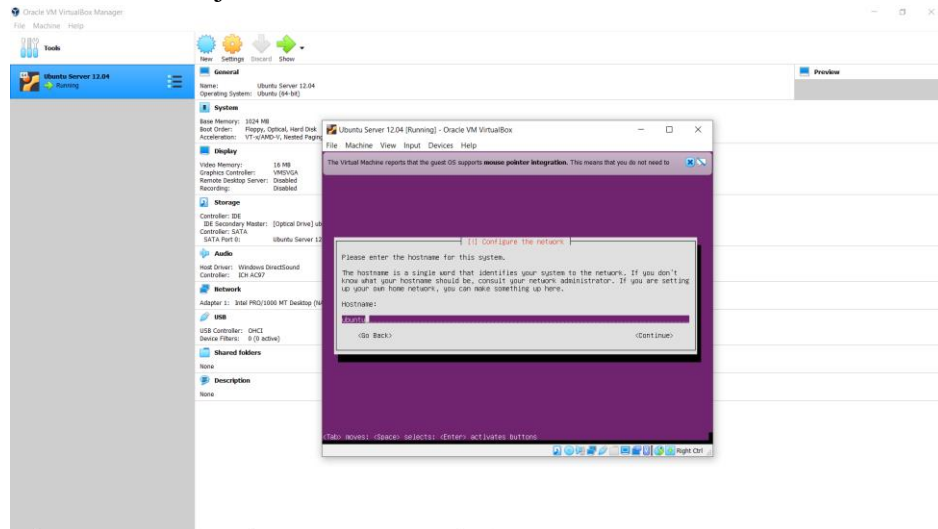 Oracle VM VirtualBox Manager
File Machine Help
Tools
New Settings Discard Show
Ubuntu Server 12.04
Running
General
Name: Ubuntu Server 12.04
Operating System: Ubuntu (64-bit)
Preview
System
Base Memory: 1024 MB
Boot Order: Floppy, Optical, Hard Disk
Acceleration: VT-x/AMD-V, Nested Paging
Display
Video Memory: 16 MB
Graphics Controller: VMSVGA
Remote Desktop Server: Disabled
Recording: Disabled
Storage
Controller: IDE
IDE Secondary Master: [Optical Drive] ub
Controller: SATA
SATA Port 0: Ubuntu Server 12
Audio
Host Driver: Windows DirectSound
Controller: ICH AC97
Network
Adapter 1: Intel PRO/1000 MT Desktop (N
USB
USB Controller: OHCI
Device Filters: 0 (0 active)
Shared folders
None
Description
None
Ubuntu Server 12.04 [Running] - Oracle VM VirtualBox
File Machine View Input Devices Help
The Virtual Machine reports that the guest OS supports mouse pointer integration. This means that you do not need to
[!] Configure the network
Please enter the hostname for this system.
The hostname is a single word that identifies your system to the network. If you don't
know what your hostname should be, consult your network administrator. If you are setting
up your own home network, you can make something up here.
Hostname:
ubuntu
<Go Back> <Continue>
<Tab> moves; <Space> selects; <Enter> activates buttons
Right Ctrl